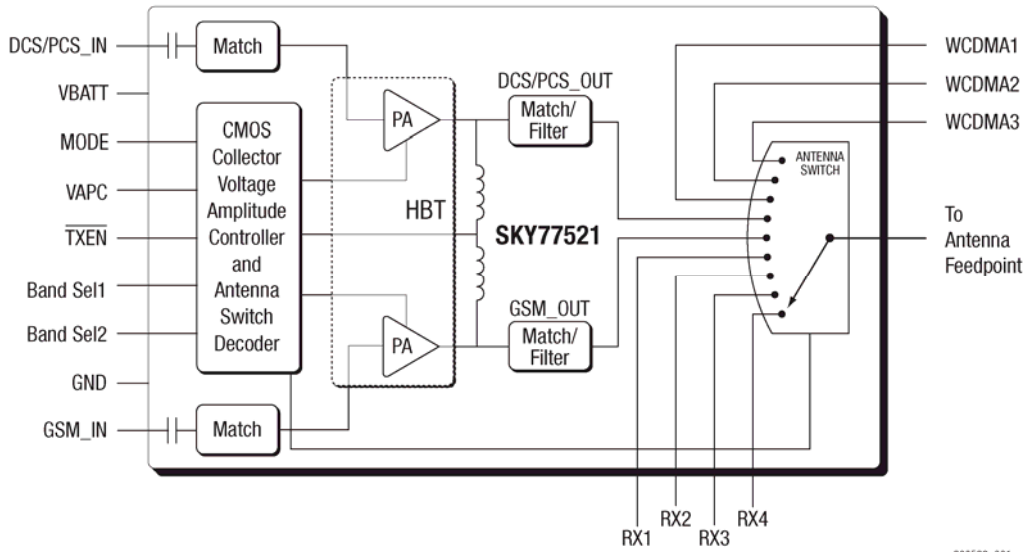 DCS/PCS_IN
VBATT
MODE
VAPC
TXEN
Band Sel1
Band Sel2
GND
GSM_IN
Match
CMOS
Collector
Voltage
Amplitude
Controller
and
Antenna
Switch
Decoder
Match
PA
HBT
PA
DCS/PCS_OUT
Match/
Filter
SKY77521
GSM_OUT
Match/
Filter
ANTENNA
SWITCH
WCDMA1
WCDMA2
WCDMA3
To
Antenna
Feedpoint
RX1
RX2
RX3
RX4